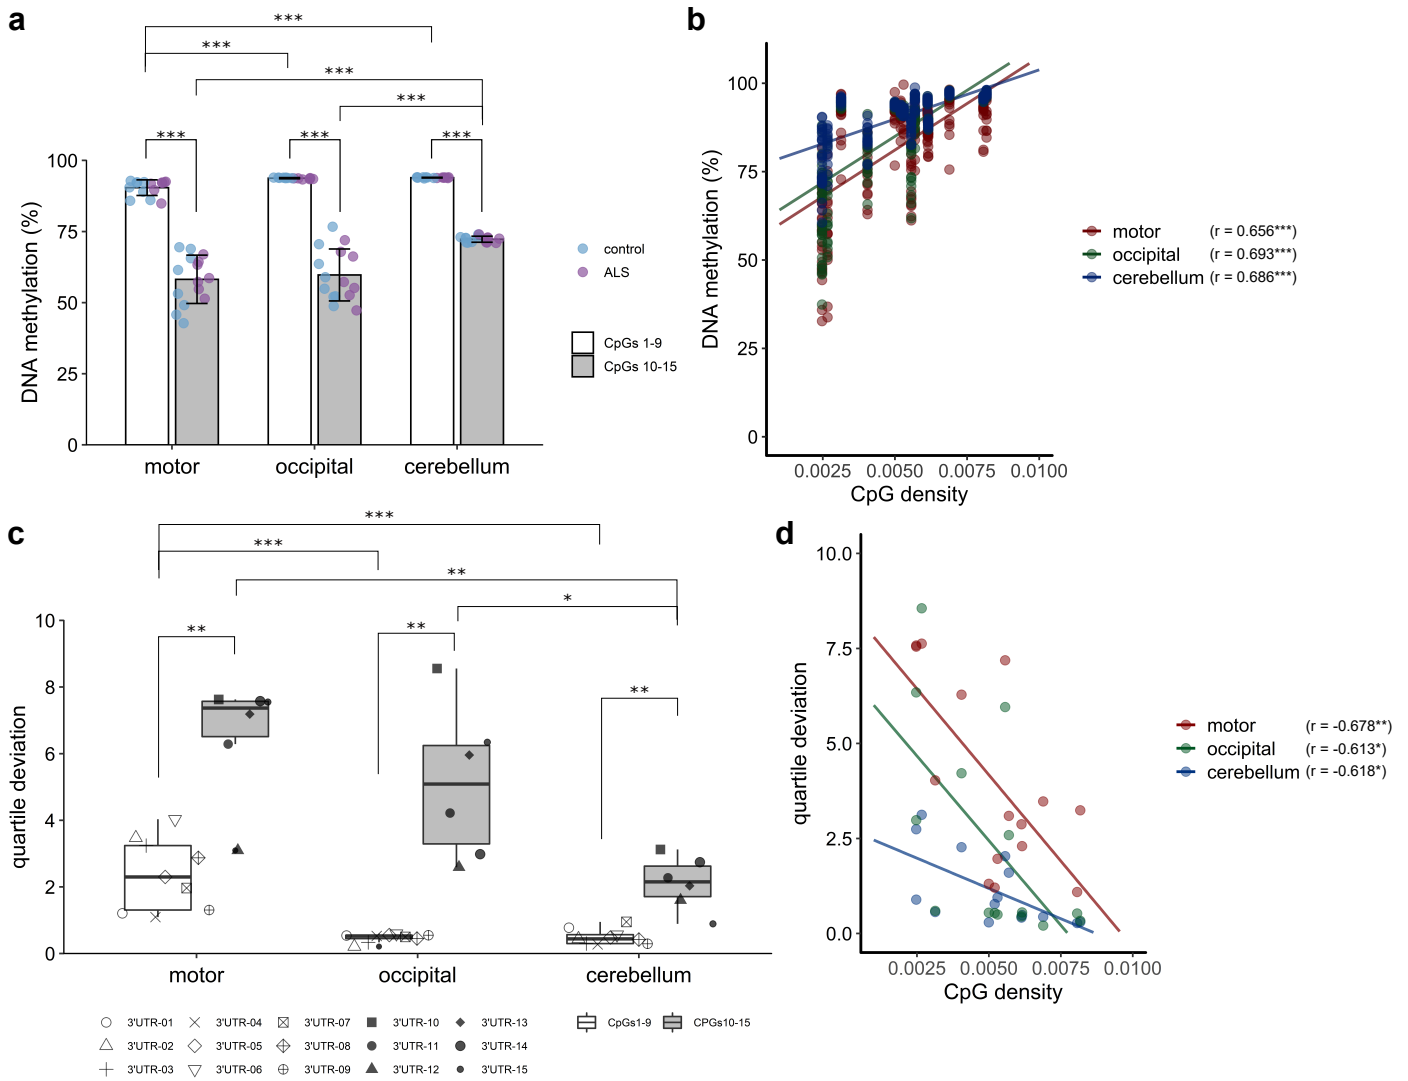 a
***
***
***
***
***
***
***
100
75
50
25
0
DNA methylation (%)
motor
occipital
cerebellum
control
ALS
CpGs 1-9
CpGs 10-15
b
100
75
50
25
0
DNA methylation (%)
0.0025
0.0050
0.0075
0.0100
CpG density
motor (r = 0.656***)
occipital (r = 0.693***)
cerebellum (r = 0.686***)
c
***
***
**
*
**
**
**
10
8
6
4
2
0
quartile deviation
motor
occipital
cerebellum
3'UTR-01 3'UTR-04 3'UTR-07 3'UTR-10 3'UTR-13
3'UTR-02 3'UTR-05 3'UTR-08 3'UTR-11 3'UTR-14
3'UTR-03 3'UTR-06 3'UTR-09 3'UTR-12 3'UTR-15
CpGs1-9
CPGs10-15
d
10.0
7.5
5.0
2.5
0.0
quartile deviation
0.0025
0.0050
0.0075
0.0100
CpG density
motor (r = -0.678**)
occipital (r = -0.613*)
cerebellum (r = -0.618*)